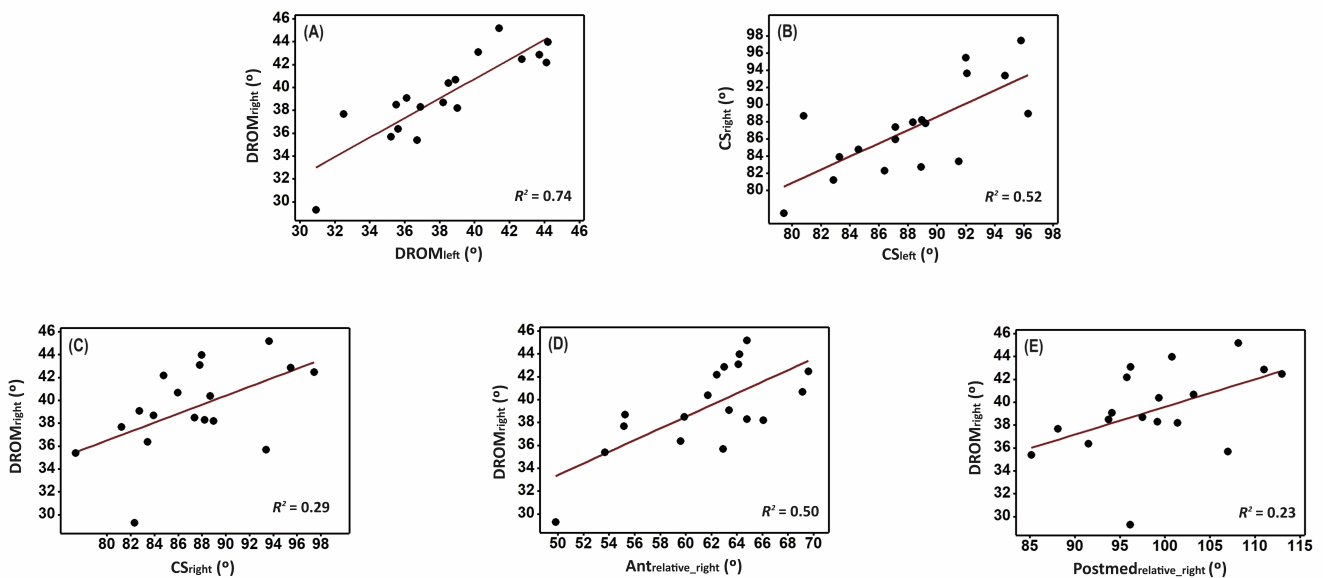 (A)
46
44
42
40
38
36
34
32
30
DROMright (º)
R² = 0.74
30 32 34 36 38 40 42 44 46
DROMleft (º)
(B)
98
96
94
92
90
88
86
84
82
80
CSright (º)
R² = 0.52
80 82 84 86 88 90 92 94 96 98
CSleft (º)
(C)
46
44
42
40
38
36
34
32
30
DROMright (º)
R² = 0.29
80 82 84 86 88 90 92 94 96 98
CSright (º)
(D)
46
44
42
40
38
36
34
32
30
DROMright (º)
R² = 0.50
50 52 54 56 58 60 62 64 66 68 70
Antrelative_right (º)
(E)
46
44
42
40
38
36
34
32
30
DROMright (º)
R² = 0.23
85 90 95 100 105 110 115
Postmedrelative_right (º)